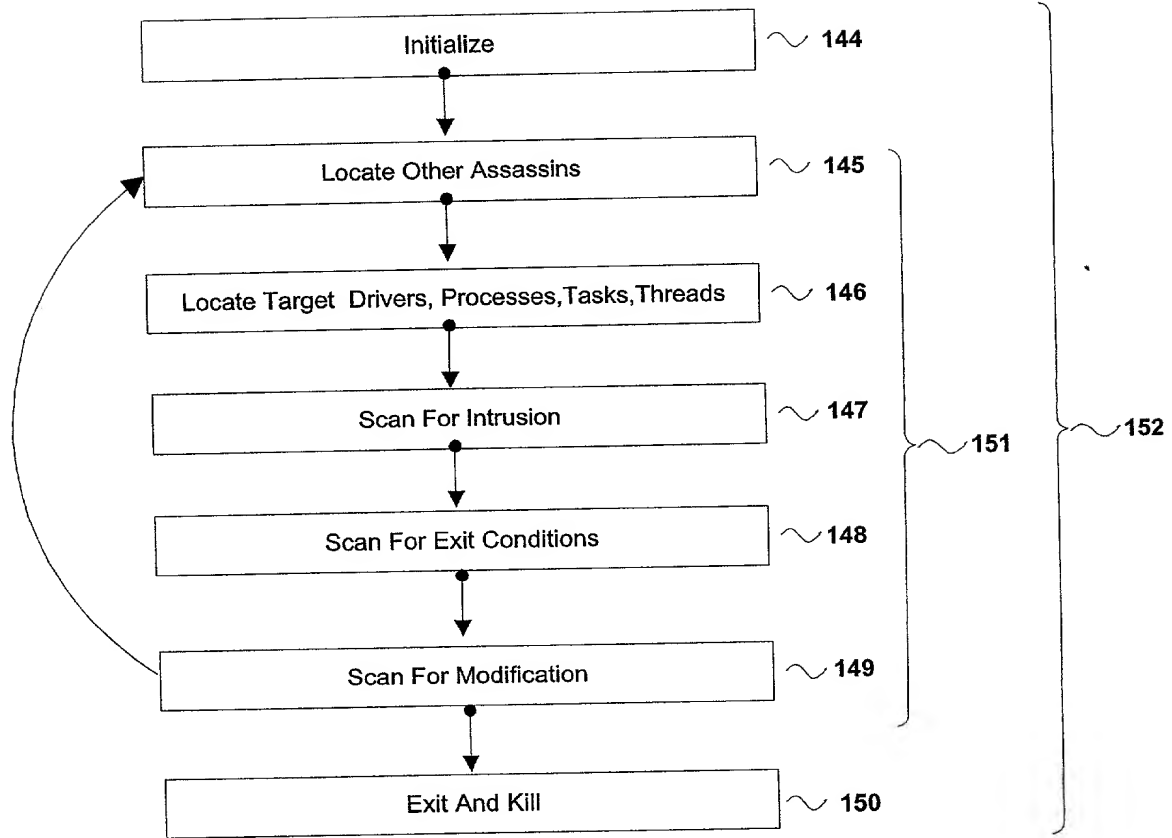 Initialize 144
Locate Other Assassins 145
Locate Target Drivers, Processes,Tasks,Threads 146
Scan For Intrusion 147
151
152
Scan For Exit Conditions 148
Scan For Modification 149
Exit And Kill 150